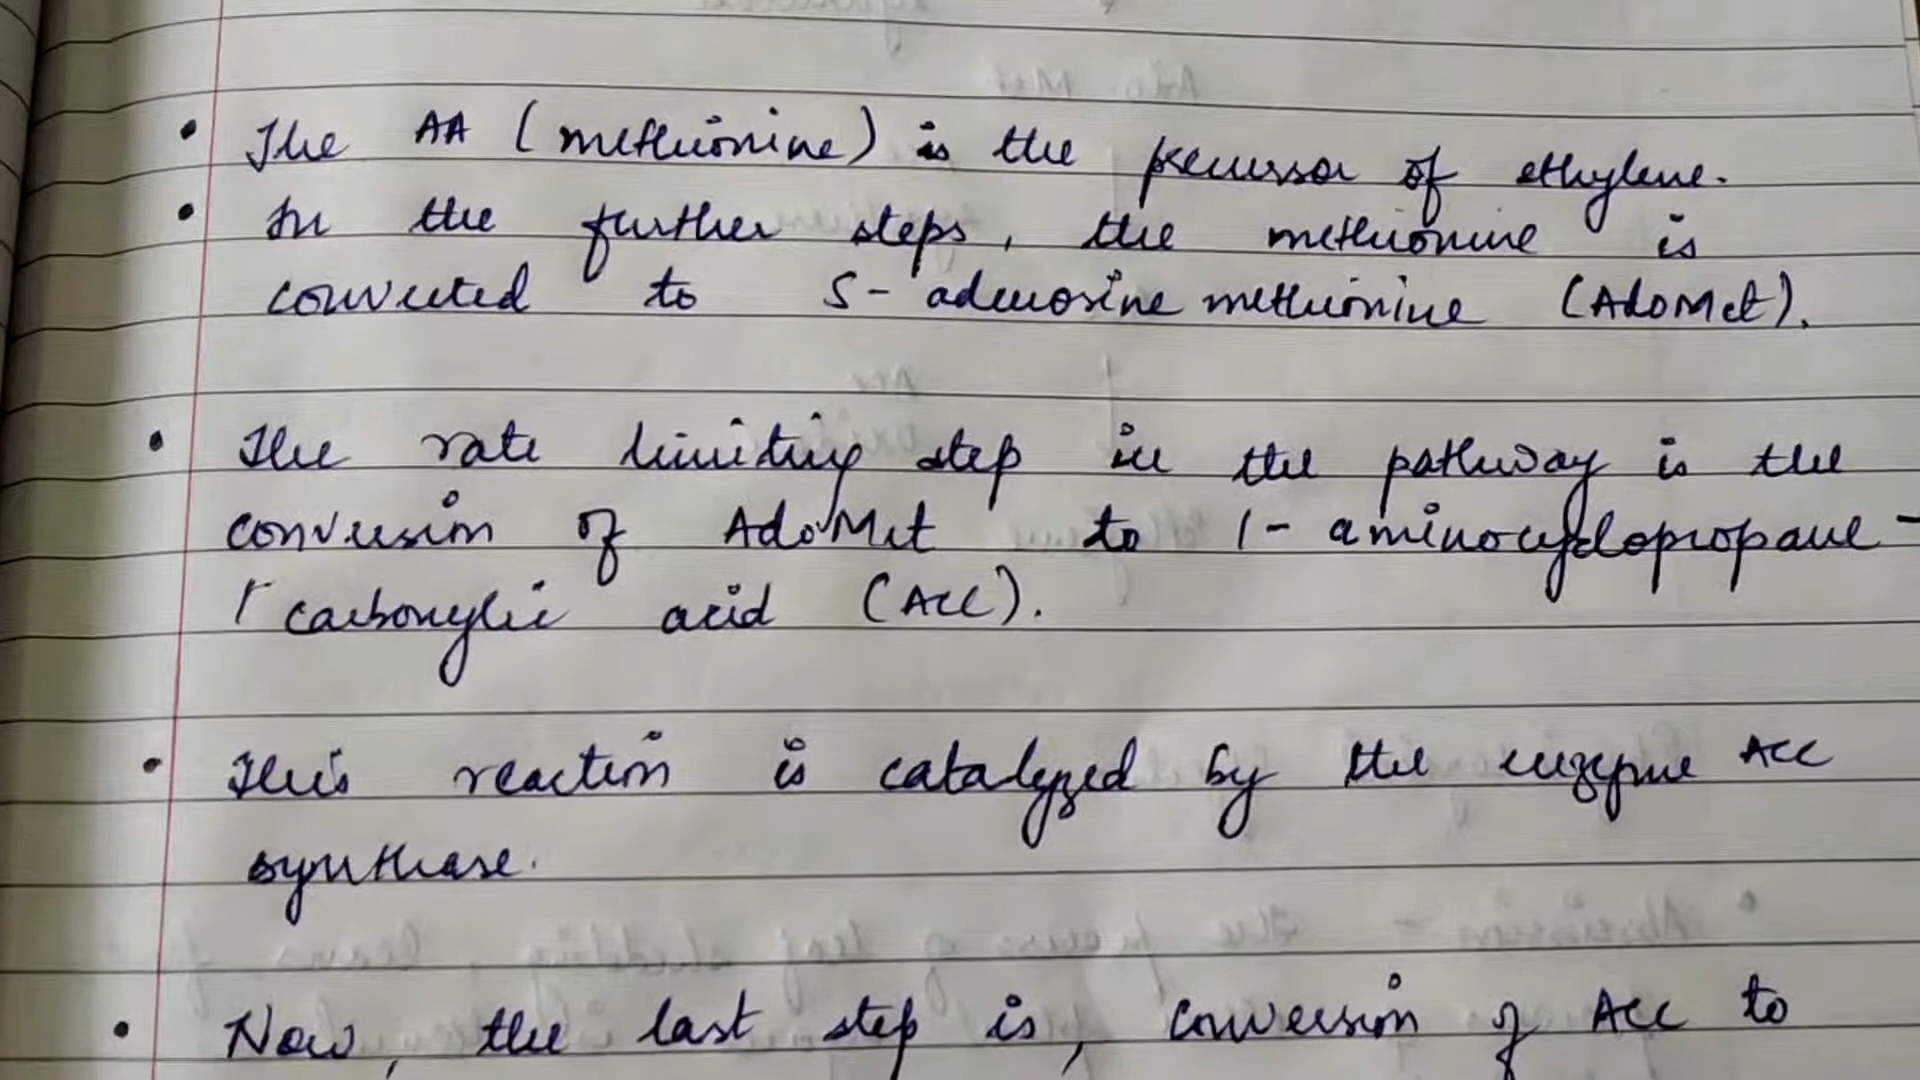 • The AA (methionine) is the precursor of ethylene.
• In the further steps, the methionine is
converted to S-adenosine methionine (AdoMet).
• The rate limiting step in the pathway is the
conversion of AdoMet to 1-aminocyclopropane-
1-carboxylic acid (ACC).
• This reaction is catalyzed by the enzyme ACC
synthase.
• Now, the last step is, conversion of ACC to